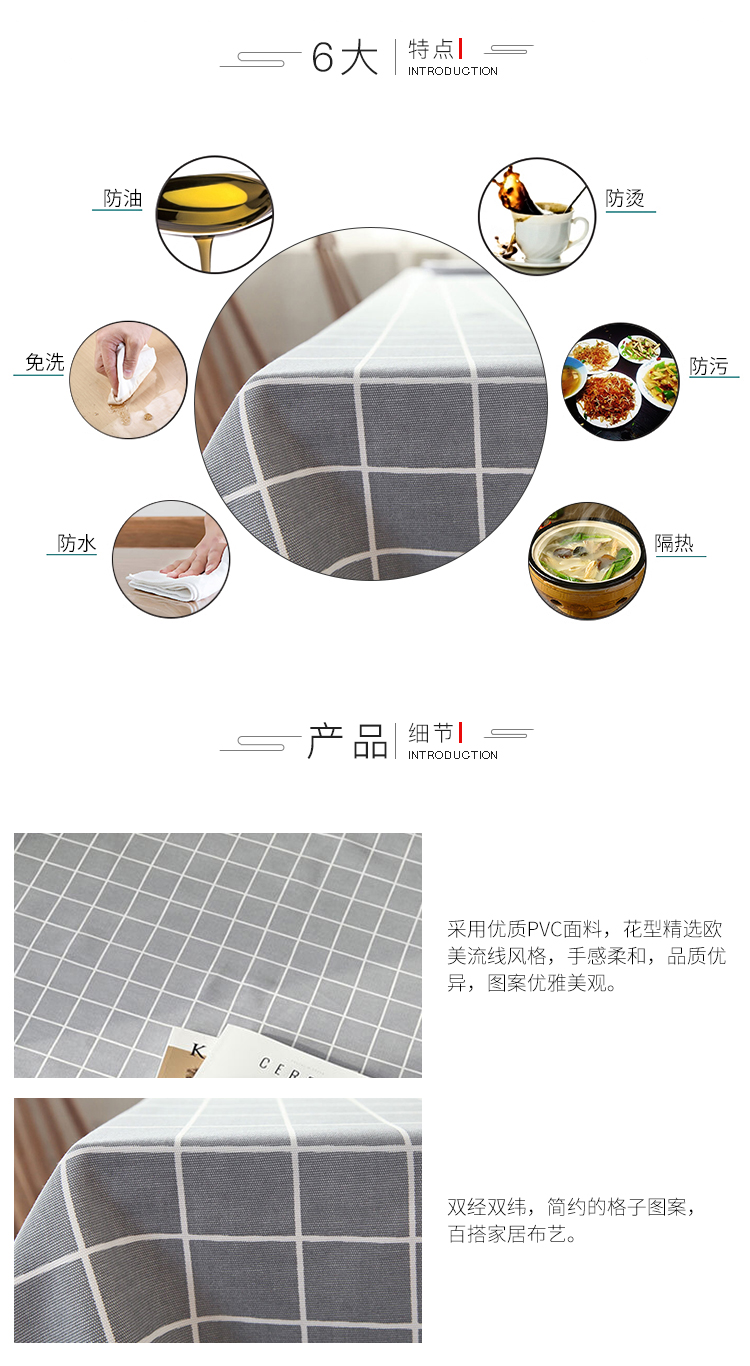 6大
特点
INTRODUCTION
防油
防烫
免洗
防污
防水
隔热
产品
细节
INTRODUCTION
采用优质PVC面料，花型精选欧
美流线风格，手感柔和，品质优
异，图案优雅美观。
K
CER
双经双纬，简约的格子图案，
百搭家居布艺。